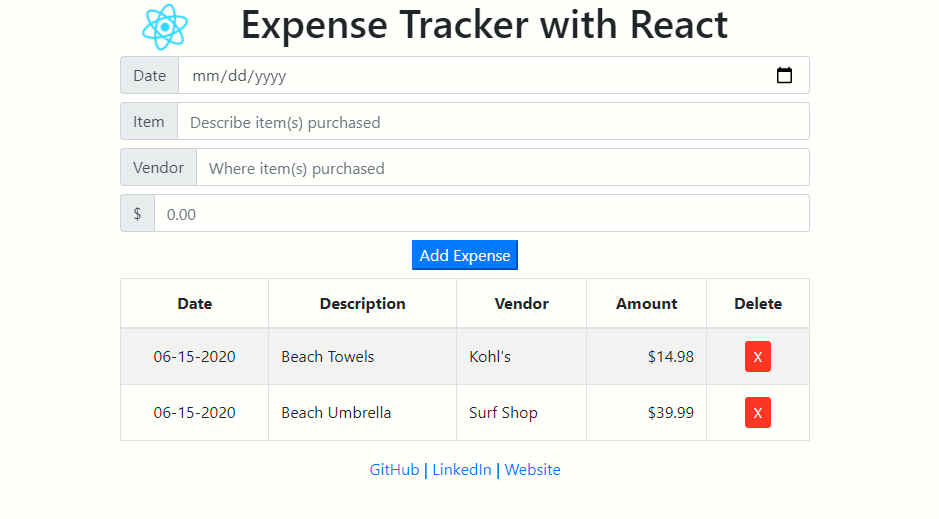 Expense Tracker with React
Date mm/dd/yyyy
Item Describe item(s) purchased
Vendor Where item(s) purchased
$ 0.00
Add Expense
Date Description Vendor Amount Delete
06-15-2020 Beach Towels Kohl's $14.98 X
06-15-2020 Beach Umbrella Surf Shop $39.99 X
GitHub | LinkedIn | Website